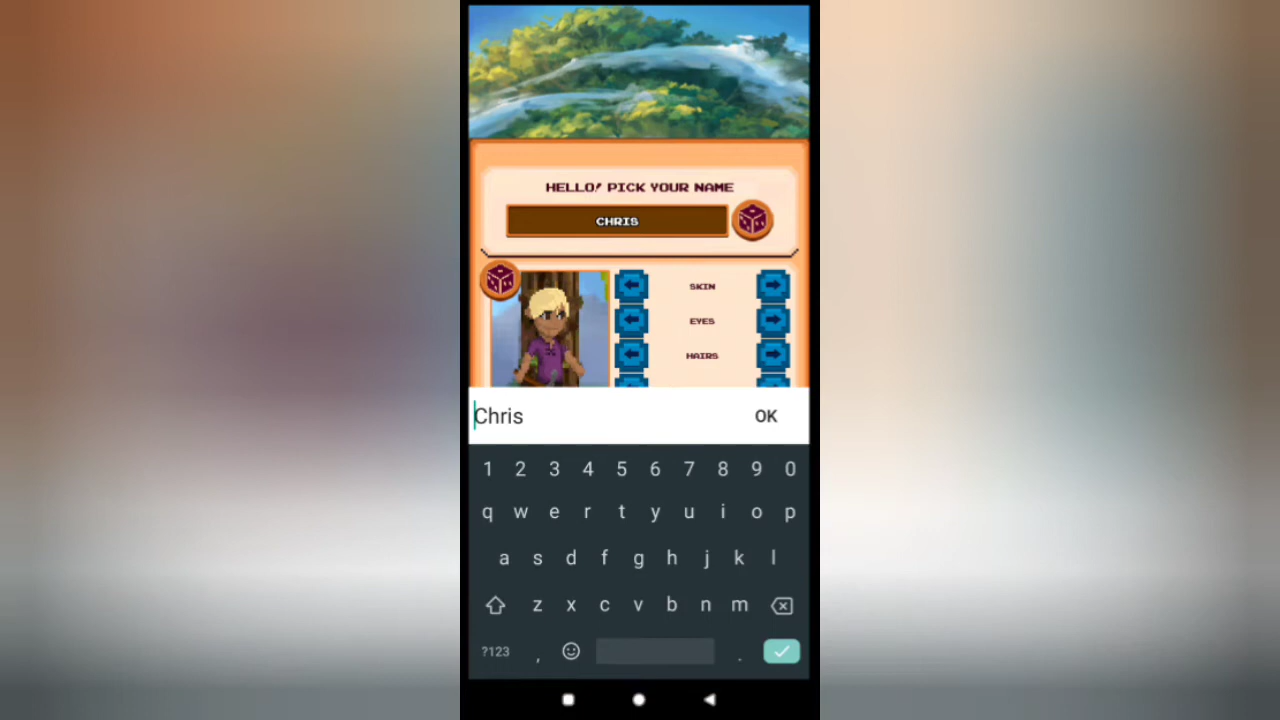 HELLO! PICK YOUR NAME
CHRIS
SKIN
EYES
HAIRS
Chris OK
1 2 3 4 5 6 7 8 9 0
q w e r t y u i o p
a s d f g h j k l
z x c v b n m
?123 , .